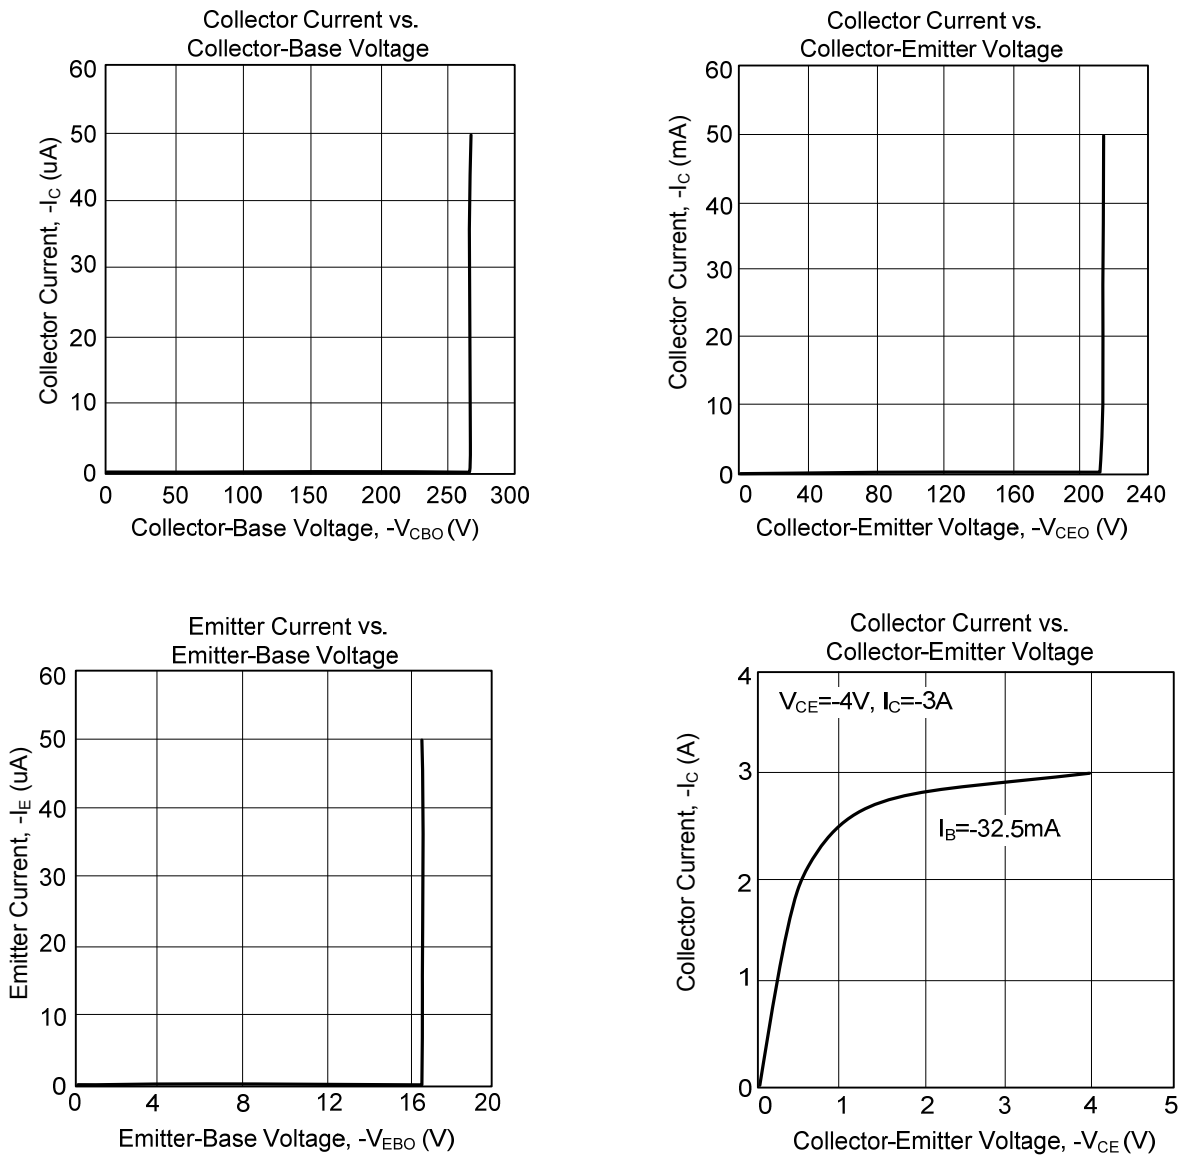 Collector Current vs.
Collector-Base Voltage
60
50
40
30
20
10
0
Collector Current, -IC (uA)
0 50 100 150 200 250 300
Collector-Base Voltage, -VCBO (V)
Collector Current vs.
Collector-Emitter Voltage
60
50
40
30
20
10
0
Collector Current, -IC (mA)
0 40 80 120 160 200 240
Collector-Emitter Voltage, -VCEO (V)
Emitter Current vs.
Emitter-Base Voltage
60
50
40
30
20
10
0
Emitter Current, -IE (uA)
0 4 8 12 16 20
Emitter-Base Voltage, -VEBO (V)
Collector Current vs.
Collector-Emitter Voltage
4
3
2
1
0
Collector Current, -IC (A)
VCE=-4V, IC=-3A
IB=-32.5mA
0 1 2 3 4 5
Collector-Emitter Voltage, -VCE (V)